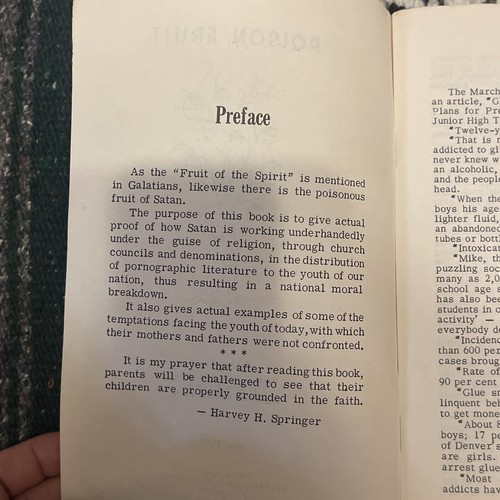 Preface
As the “Fruit of the Spirit” is mentioned
in Galatians, likewise there is the poisonous
fruit of Satan.
The purpose of this book is to give actual
proof of how Satan is working underhandedly
under the guise of religion, through church
councils and denominations, in the distribution
of pornographic literature to the youth of our
nation, thus resulting in a national moral
breakdown.
It also gives actual examples of some of the
temptations facing the youth of today, with which
their mothers and fathers were not confronted.
* * *
It is my prayer that after reading this book,
parents will be challenged to see that their
children are properly grounded in the faith.
— Harvey H. Springer
The March
an article, “G
Plans for Pre
Junior High T
“Twelve-y
“That is
addicted to gl
never knew w
an alcoholic,
and the people
head.
“When the
boys his age
lighter fluid,
an abandoned
tubes or bottl
“Intoxicat
“Mike, th
puzzling soc
many as 2,0
school age s
has also bee
students in o
activity’ —
everybody do
“Incidenc
than 600 per
cases broug
“Rate of
90 per cent
“Glue sn
linquent beh
to get money
“About 8
boys; 17 pe
of Denver's
are girls.
arrest glue
“Most
addicts hav